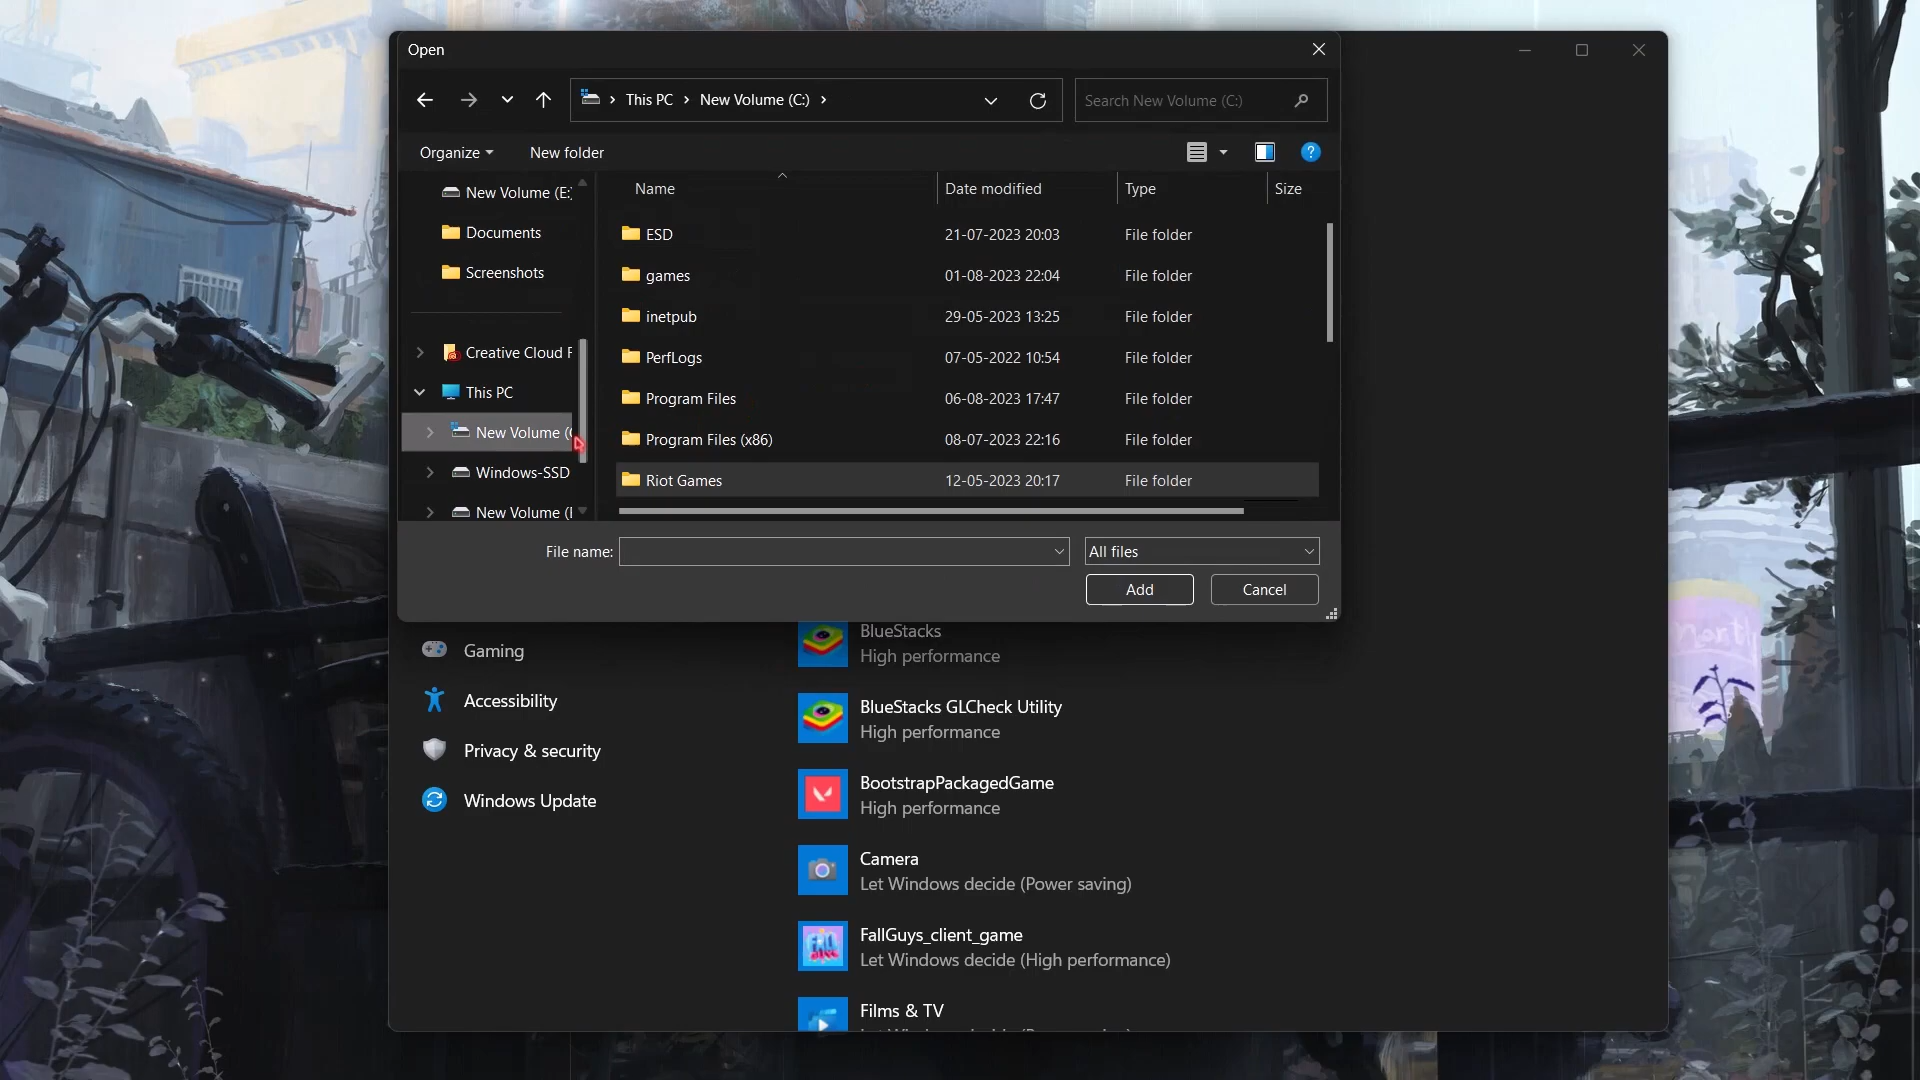 Open
This PC
New Volume (C:)
Search New Volume (C:)
Organize
New folder
Name
Date modified
Type
Size
New Volume (E:
Documents
Screenshots
Creative Cloud F
This PC
New Volume (
Windows-SSD
New Volume (
ESD 21-07-2023 20:03 File folder
games 01-08-2023 22:04 File folder
inetpub 29-05-2023 13:25 File folder
PerfLogs 07-05-2022 10:54 File folder
Program Files 06-08-2023 17:47 File folder
Program Files (x86) 08-07-2023 22:16 File folder
Riot Games 12-05-2023 20:17 File folder
File name:
All files
Add
Cancel
Gaming
Accessibility
Privacy & security
Windows Update
BlueStacks
High performance
BlueStacks GLCheck Utility
High performance
BootstrapPackagedGame
High performance
Camera
Let Windows decide (Power saving)
FallGuys_client_game
Let Windows decide (High performance)
Films & TV